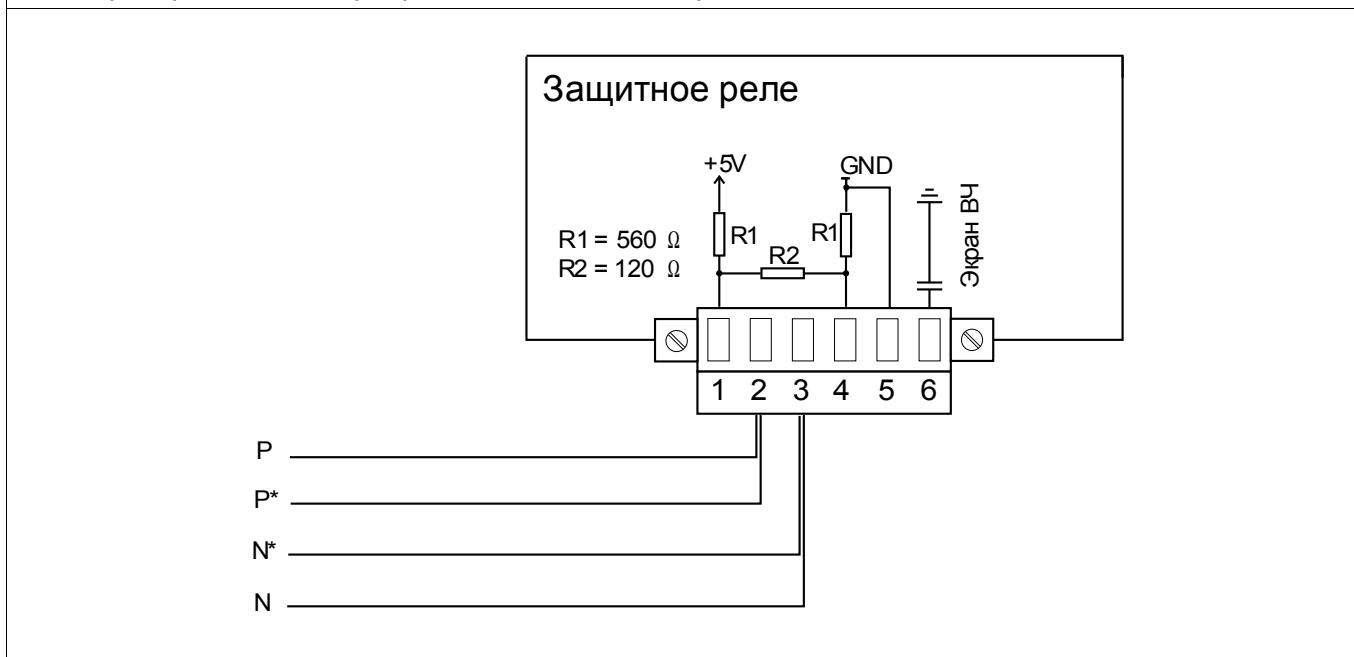 Защитное реле
+5V
GND
R1 = 560 Ω
R2 = 120 Ω
R1
R2
R1
Экран ВЧ
1 2 3 4 5 6
P
P*
N*
N